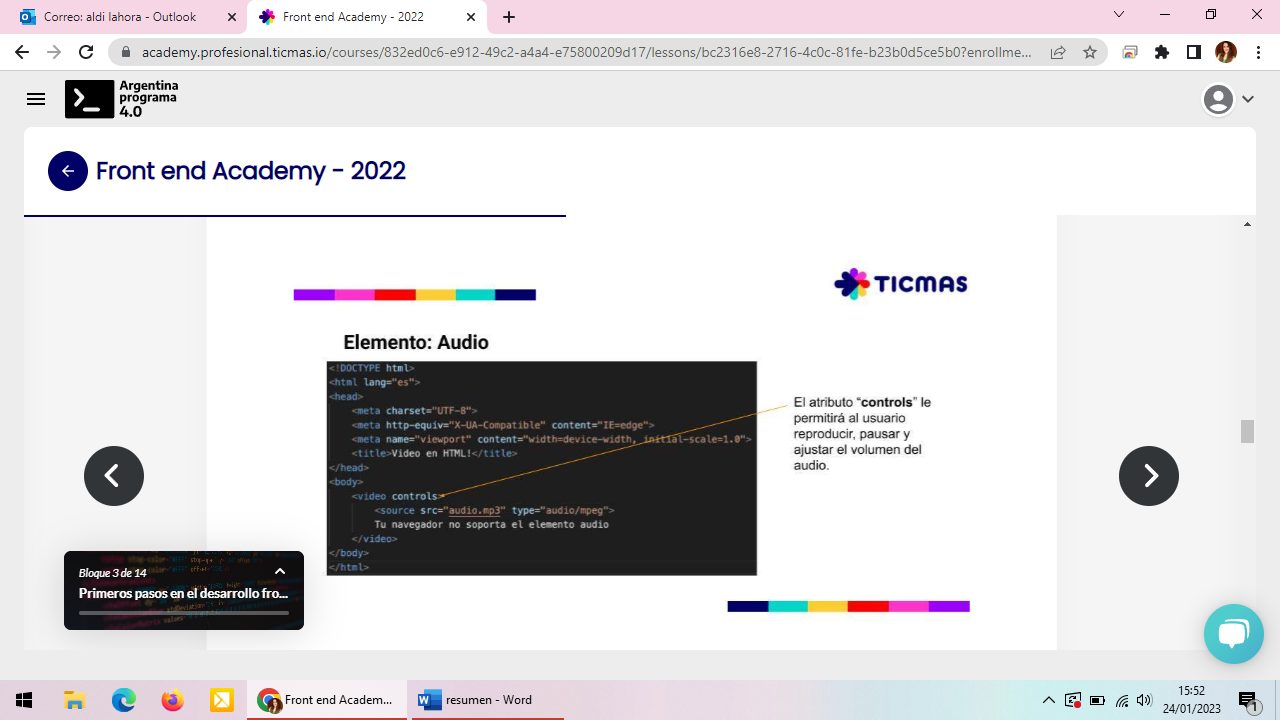 Correo: aldi lahora - Outlook
Front end Academy - 2022
academy.profesional.ticmas.io/courses/832ed0c6-e912-49c2-a4a4-e75800209d17/lessons/bc2316e8-2716-4c0c-81fe-b23b0d5ce5b0?enrollme...
Argentina
programa
4.0
Front end Academy - 2022
TICMAS
Elemento: Audio
<!DOCTYPE html>
<html lang="es">
<head>
<meta charset="UTF-8">
<meta http-equiv="X-UA-Compatible" content="IE=edge">
<meta name="viewport" content="width=device-width, initial-scale=1.0">
<title>Video en HTML!</title>
</head>
<body>
<video controls>
<source src="audio.mp3" type="audio/mpeg">
Tu navegador no soporta el elemento audio
</video>
</body>
</html>
El atributo “controls” le
permitirá al usuario
reproducir, pausar y
ajustar el volumen del
audio.
Bloque 3 de 14
Primeros pasos en el desarrollo fro...
Front end Academ...
resumen - Word
15:52
24/01/2023
1